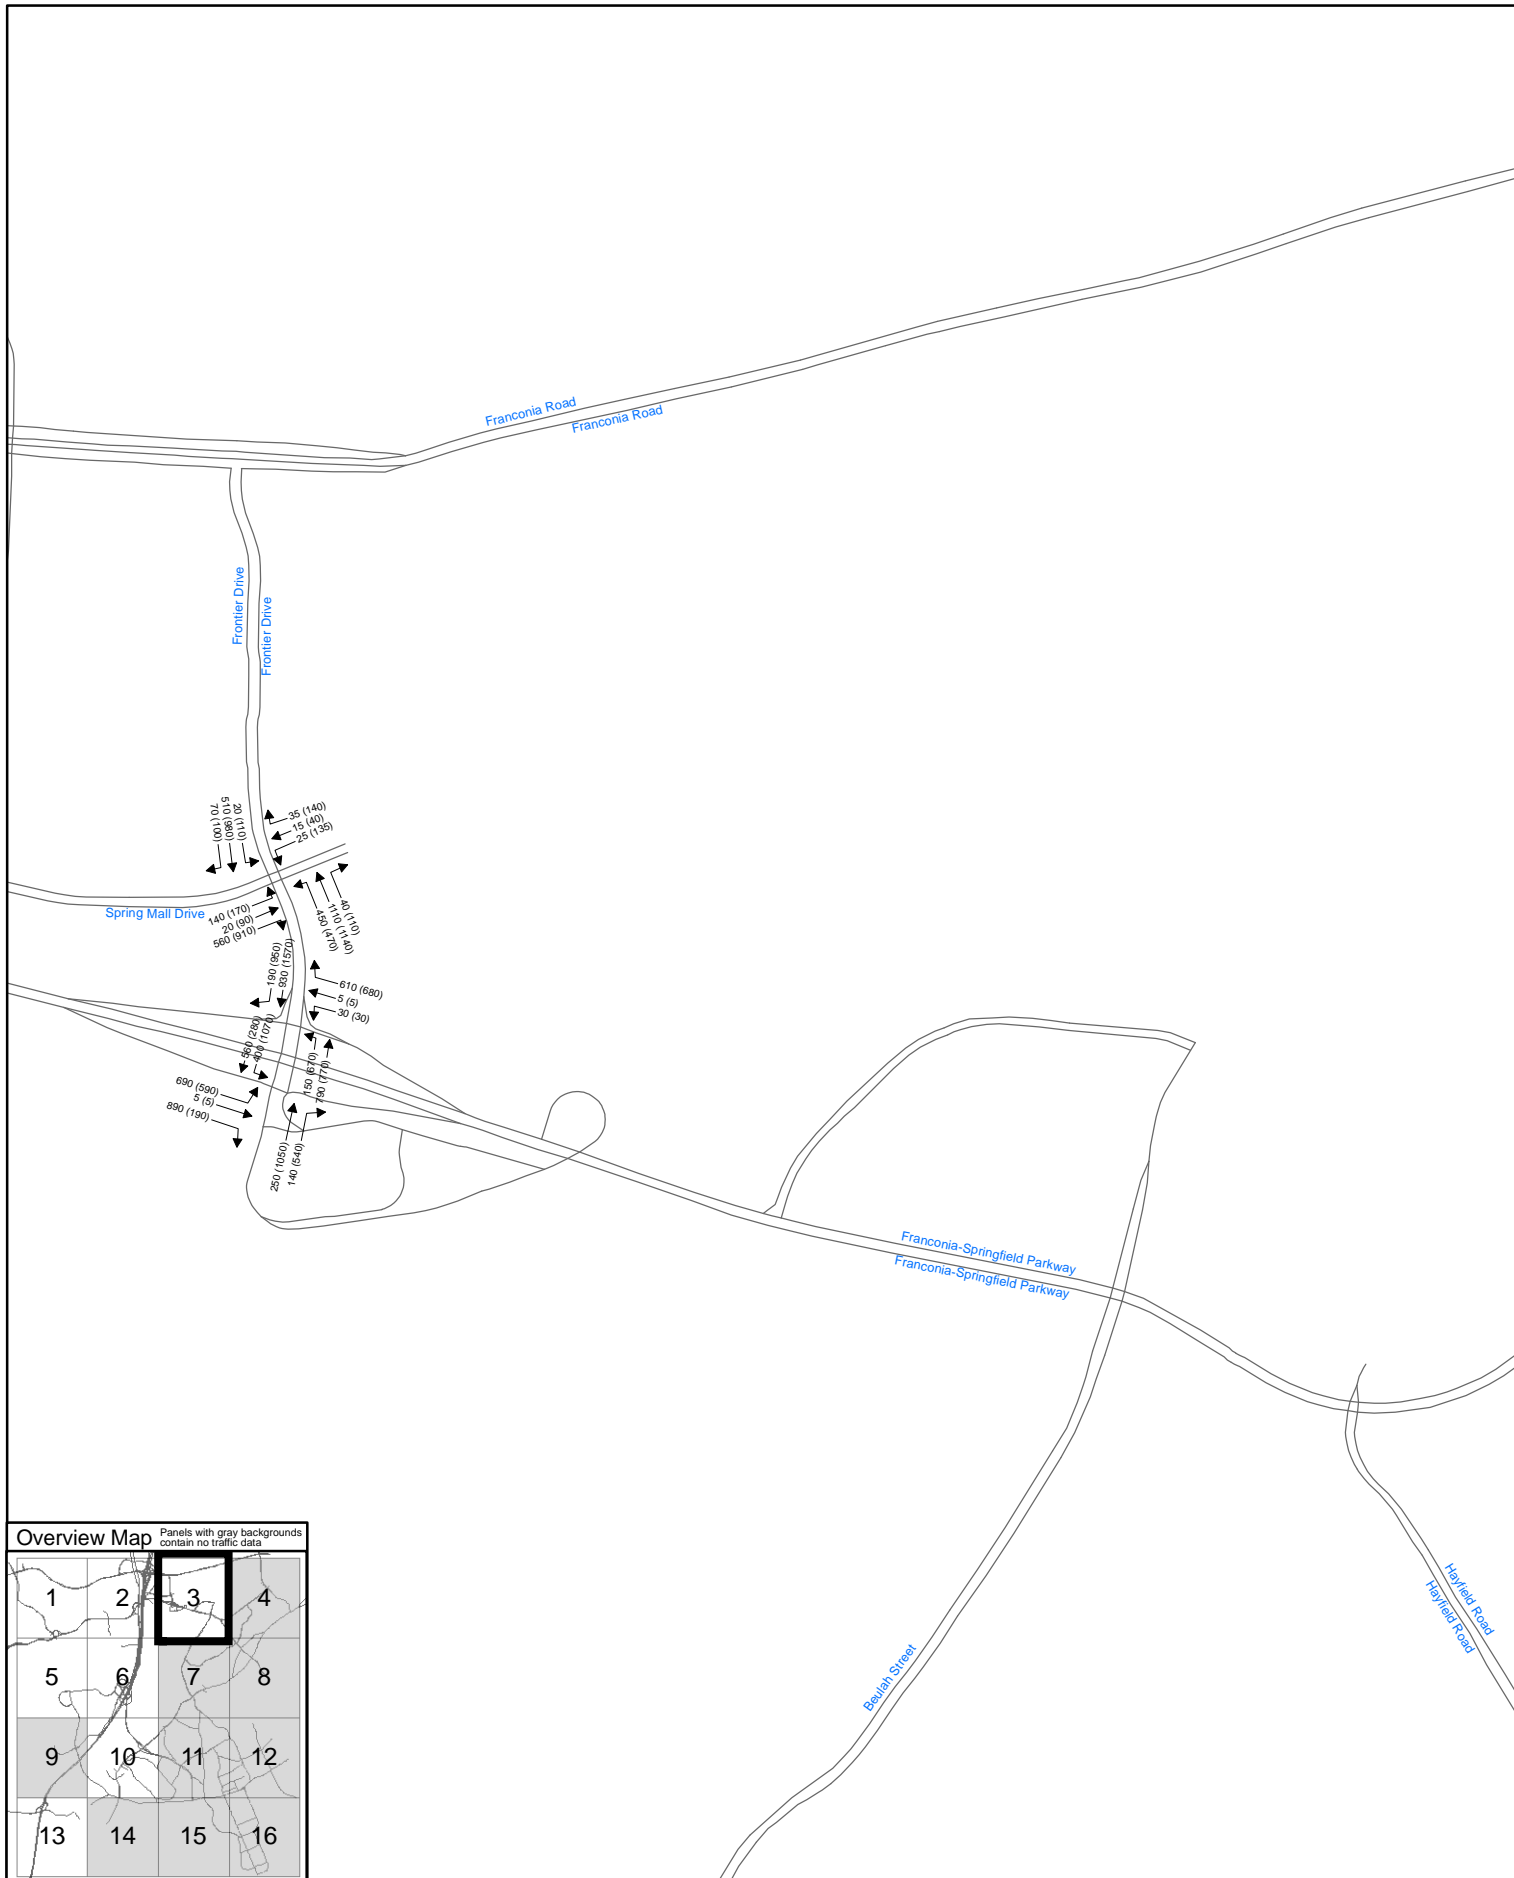 Franconia Road
Franconia Road
Frontier Drive
Frontier Drive
70 (100)
510 (980)
20 (110)
35 (140)
15 (40)
25 (135)
Spring Mall Drive
140 (170)
20 (90)
560 (910)
450 (470)
1110 (1140)
40 (110)
190 (950)
930 (1570)
610 (680)
5 (5)
30 (30)
560 (280)
400 (1070)
150 (670)
790 (770)
690 (590)
5 (5)
890 (190)
250 (1050)
140 (540)
Franconia-Springfield Parkway
Franconia-Springfield Parkway
Hayfield Road
Hayfield Road
Beulah Street
Overview Map
Panels with gray backgrounds
contain no traffic data
1 2 3 4
5 6 7 8
9 10 11 12
13 14 15 16